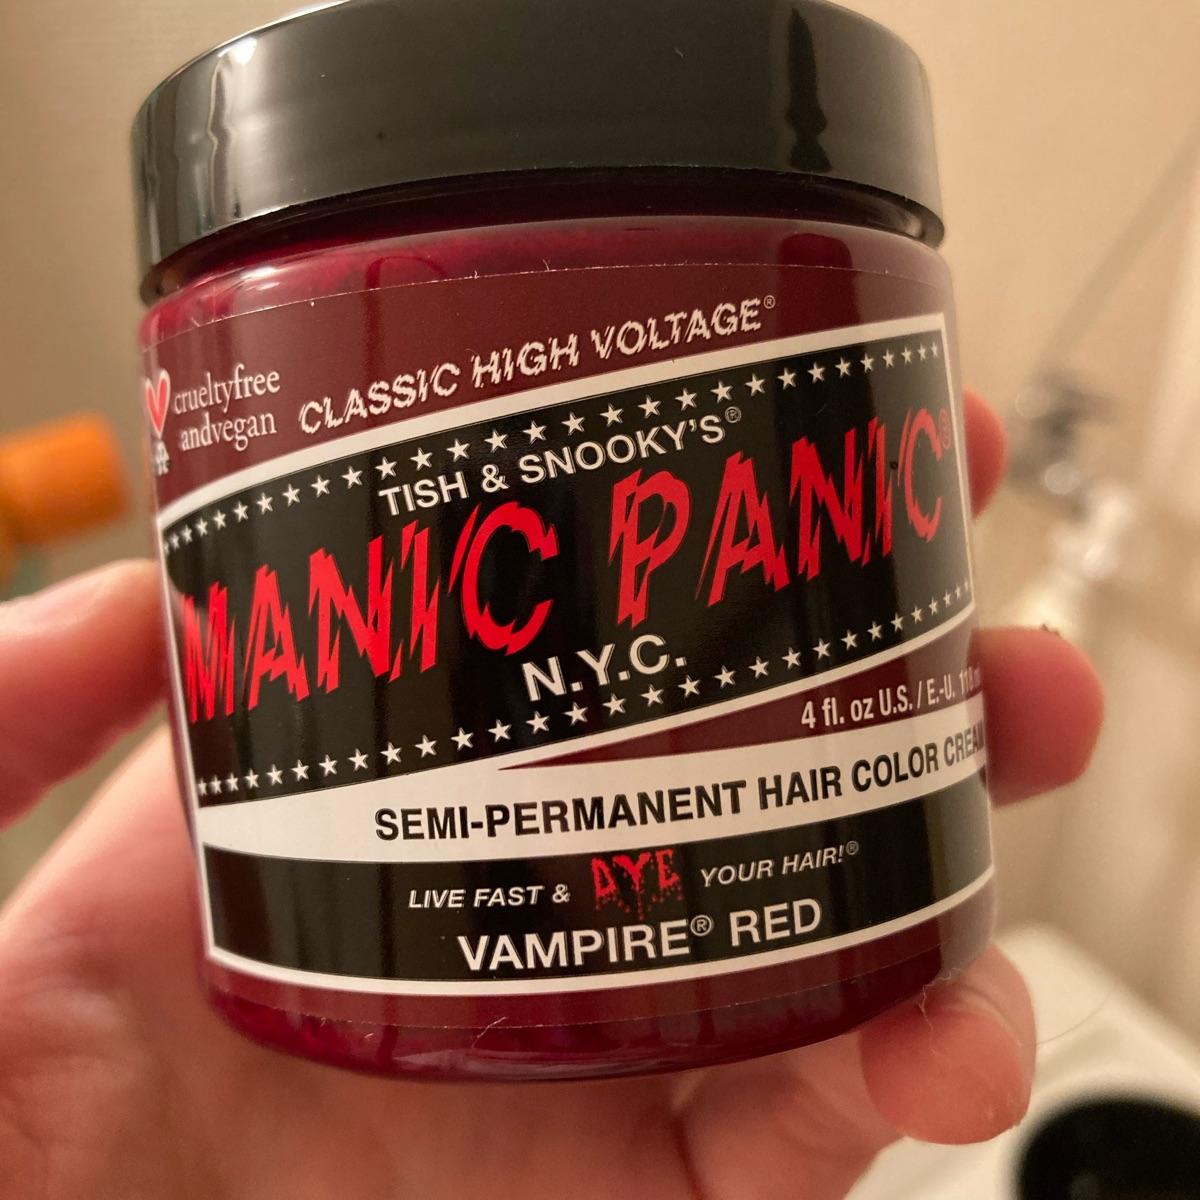 CLASSIC HIGH VOLTAGE®
crueltyfree
andvegan
TISH & SNOOKY'S®
MANIC PANIC®
N.Y.C.
4 fl. oz U.S. / E.-U.
SEMI-PERMANENT HAIR COLOR CREAM
LIVE FAST & DYE YOUR HAIR!®
VAMPIRE® RED